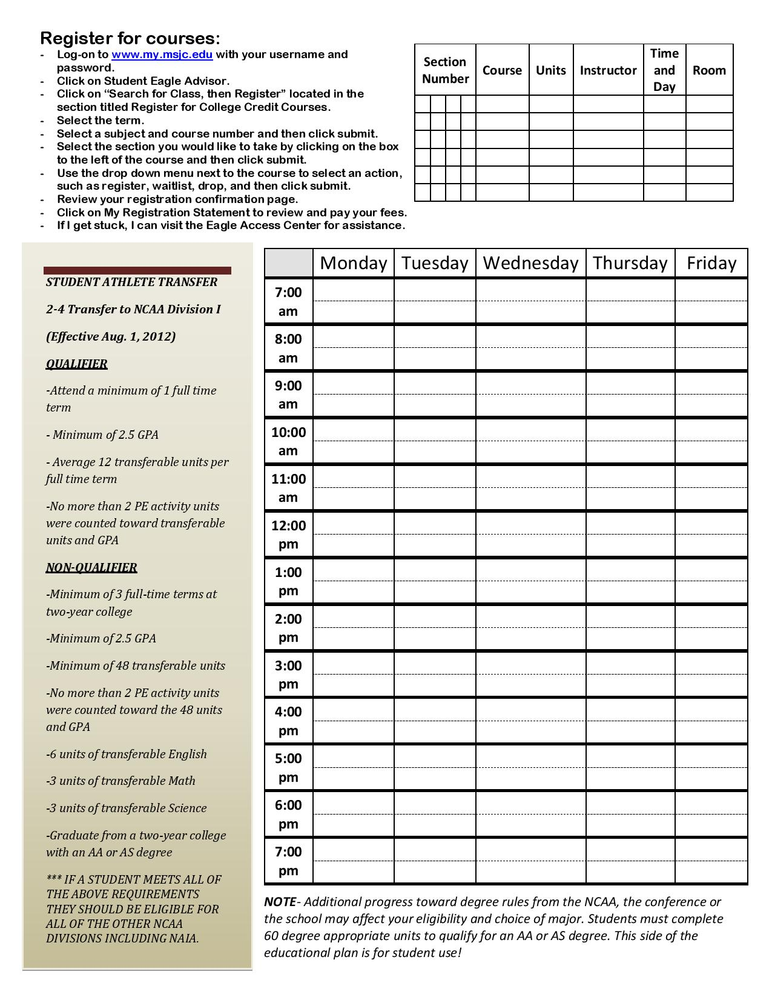 Register for courses:
- Log-on to www.my.msjc.edu with your username and
password.
- Click on Student Eagle Advisor.
- Click on “Search for Class, then Register” located in the
section titled Register for College Credit Courses.
- Select the term.
- Select a subject and course number and then click submit.
- Select the section you would like to take by clicking on the box
to the left of the course and then click submit.
- Use the drop down menu next to the course to select an action,
such as register, waitlist, drop, and then click submit.
- Review your registration confirmation page.
- Click on My Registration Statement to review and pay your fees.
- If I get stuck, I can visit the Eagle Access Center for assistance.
Section Number Course Units Instructor Time and Day Room
STUDENT ATHLETE TRANSFER
2-4 Transfer to NCAA Division I
(Effective Aug. 1, 2012)
QUALIFIER
-Attend a minimum of 1 full time
term
- Minimum of 2.5 GPA
- Average 12 transferable units per
full time term
-No more than 2 PE activity units
were counted toward transferable
units and GPA
NON-QUALIFIER
-Minimum of 3 full-time terms at
two-year college
-Minimum of 2.5 GPA
-Minimum of 48 transferable units
-No more than 2 PE activity units
were counted toward the 48 units
and GPA
-6 units of transferable English
-3 units of transferable Math
-3 units of transferable Science
-Graduate from a two-year college
with an AA or AS degree
*** IF A STUDENT MEETS ALL OF
THE ABOVE REQUIREMENTS
THEY SHOULD BE ELIGIBLE FOR
ALL OF THE OTHER NCAA
DIVISIONS INCLUDING NAIA.
Monday Tuesday Wednesday Thursday Friday
7:00
am
8:00
am
9:00
am
10:00
am
11:00
am
12:00
pm
1:00
pm
2:00
pm
3:00
pm
4:00
pm
5:00
pm
6:00
pm
7:00
pm
NOTE- Additional progress toward degree rules from the NCAA, the conference or
the school may affect your eligibility and choice of major. Students must complete
60 degree appropriate units to qualify for an AA or AS degree. This side of the
educational plan is for student use!